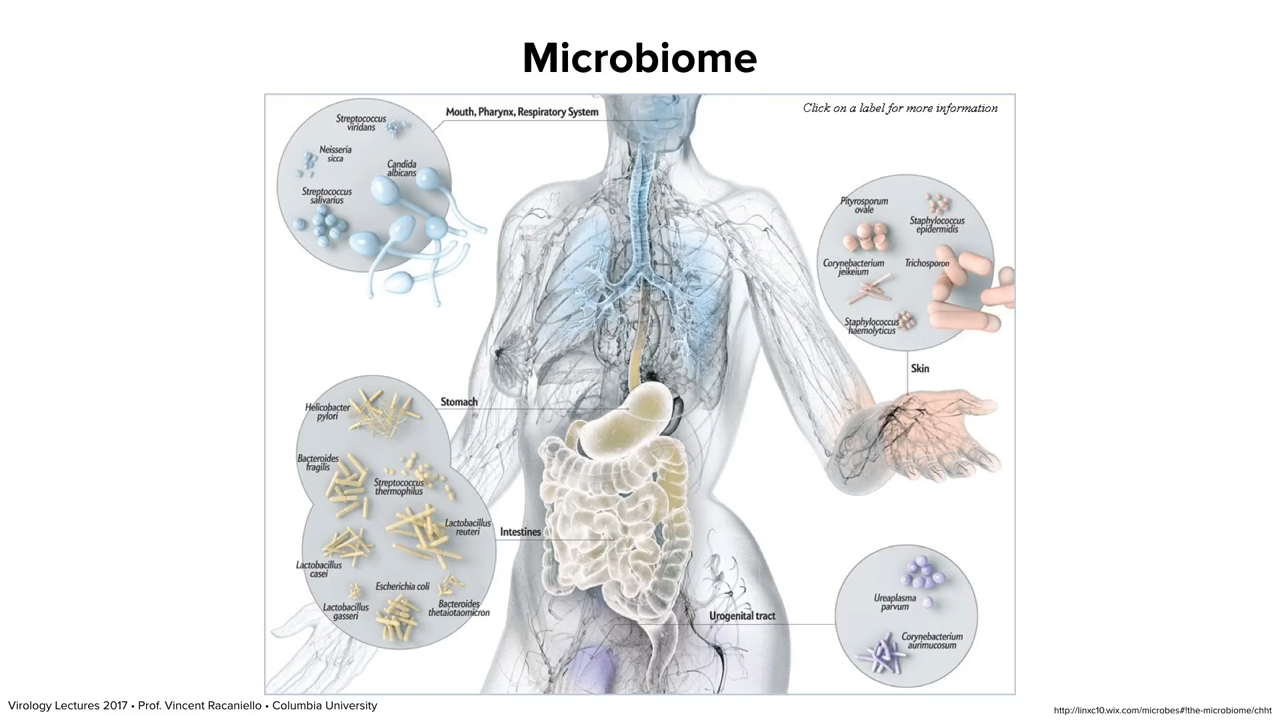 Microbiome
Mouth, Pharynx, Respiratory System
Click on a label for more information
Streptococcus
viridans
Neisseria
sicca
Candida
albicans
Streptococcus
salivarius
Pityrosporum
ovale
Staphylococcus
epidermidis
Corynebacterium
jeikeium
Trichosporon
Staphylococcus
haemolyticus
Skin
Stomach
Helicobacter
pylori
Bacteroides
fragilis
Streptococcus
thermophilus
Lactobacillus
reuteri
Intestines
Lactobacillus
casei
Escherichia coli
Lactobacillus
gasseri
Bacteroides
thetaiotaomicron
Urogenital tract
Ureaplasma
parvum
Corynebacterium
aurimucosum
Virology Lectures 2017 • Prof. Vincent Racaniello • Columbia University
http://linxc10.wix.com/microbes#!the-microbiome/chht